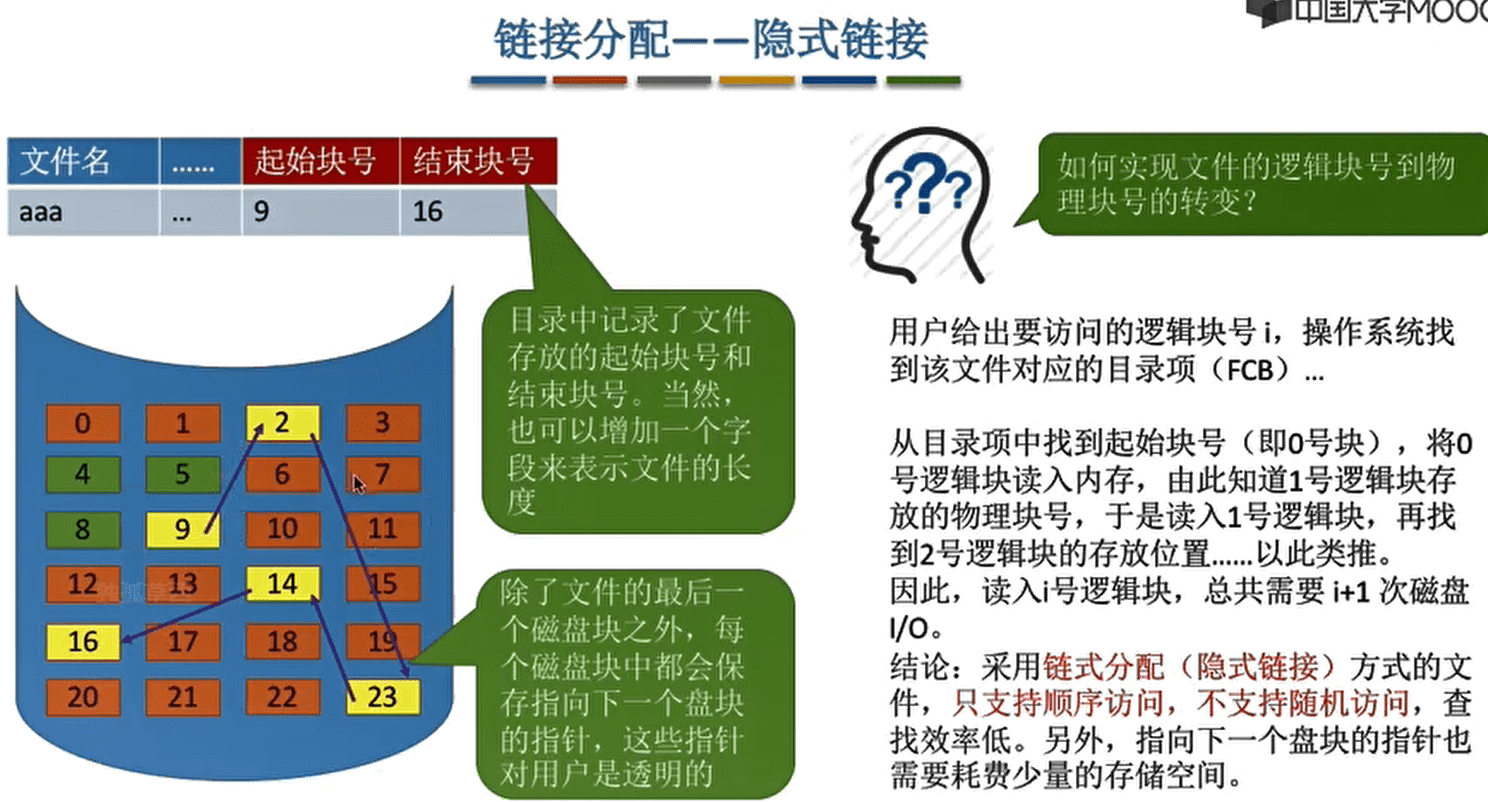 中国大学MOOC
链接分配——隐式链接
文件名 …… 起始块号 结束块号
aaa … 9 16
目录中记录了文件
存放的起始块号和
结束块号。当然，
也可以增加一个字
段来表示文件的长
度
0 1 2 3
4 5 6 7
8 9 10 11
12 13 14 15
16 17 18 19
20 21 22 23
除了文件的最后一
个磁盘块之外，每
个磁盘块中都会保
存指向下一个盘块
的指针，这些指针
对用户是透明的
???
如何实现文件的逻辑块号到物
理块号的转变？
用户给出要访问的逻辑块号 i，操作系统找
到该文件对应的目录项（FCB）…
从目录项中找到起始块号（即0号块），将0
号逻辑块读入内存，由此知道1号逻辑块存
放的物理块号，于是读入1号逻辑块，再找
到2号逻辑块的存放位置……以此类推。
因此，读入i号逻辑块，总共需要 i+1 次磁盘
I/O。
结论：采用链式分配（隐式链接）方式的文
件，只支持顺序访问，不支持随机访问，查
找效率低。另外，指向下一个盘块的指针也
需要耗费少量的存储空间。